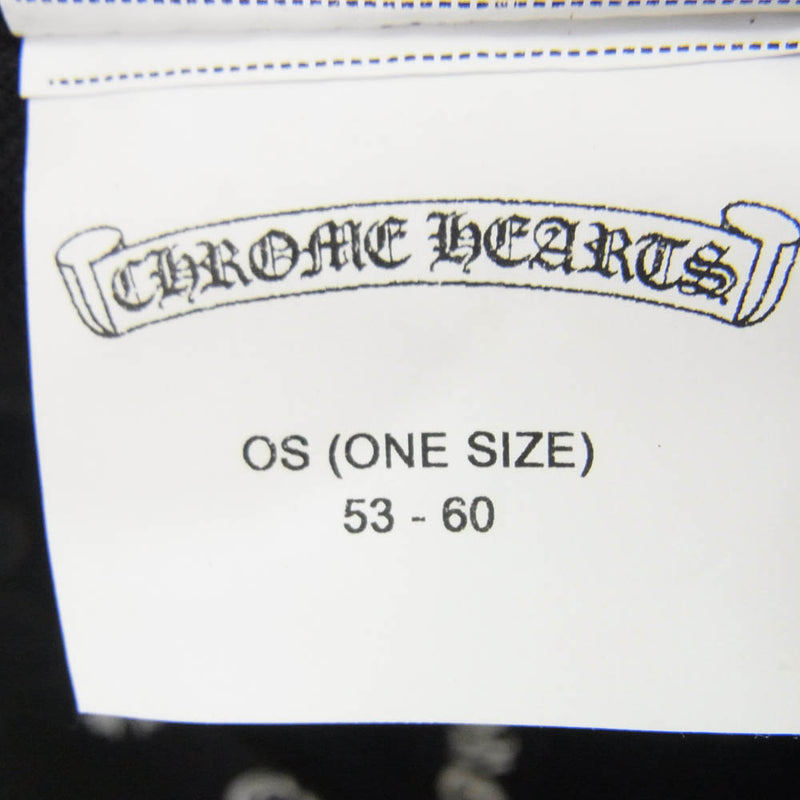 CHROME HEARTS
OS (ONE SIZE)
53 - 60